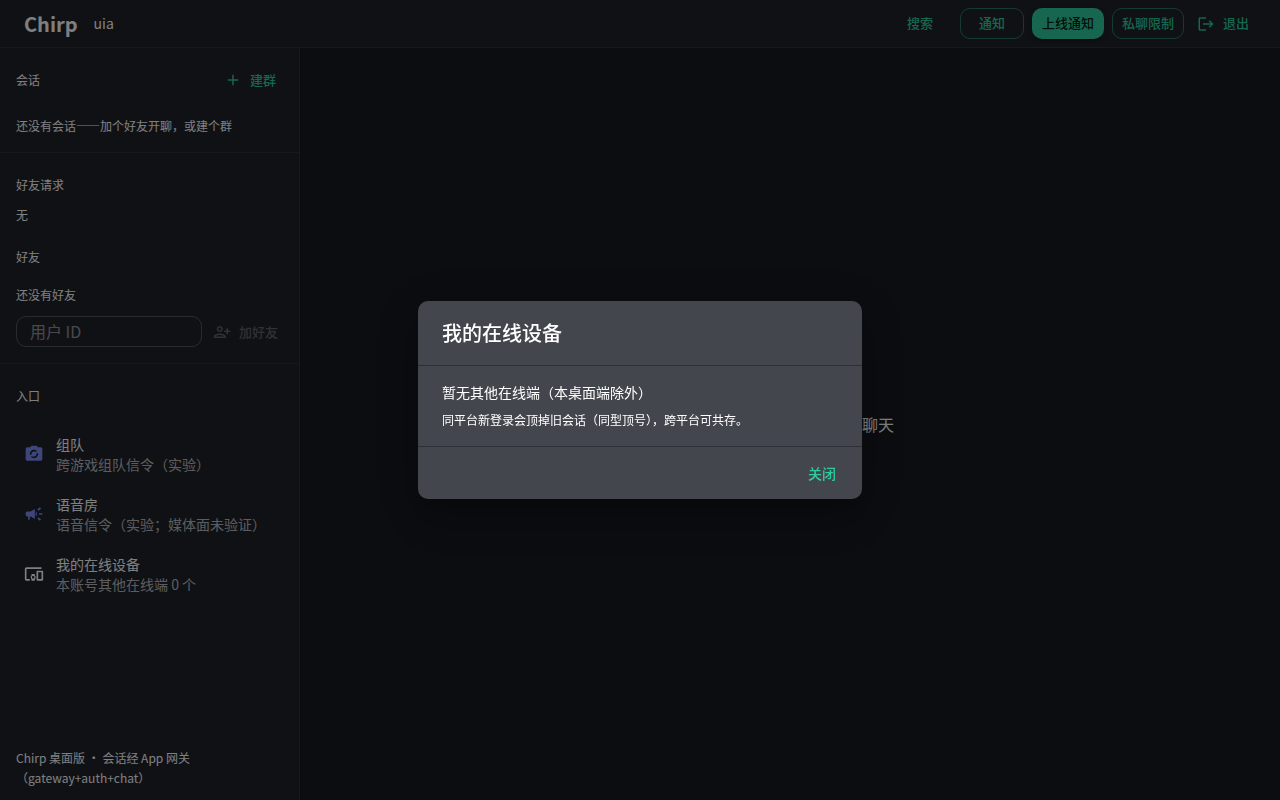 Chirp uia 搜索 通知 上线通知 私聊限制 退出
会话 建群
还没有会话——加个好友开聊，或建个群
好友请求
无
好友
还没有好友
用户 ID 加好友
入口
组队
跨游戏组队信令（实验）
语音房
语音信令（实验；媒体面未验证）
我的在线设备
本账号其他在线端 0 个
Chirp 桌面版 · 会话经 App 网关
（gateway+auth+chat）
我的在线设备
暂无其他在线端（本桌面端除外）
同平台新登录会顶掉旧会话（同型顶号），跨平台可共存。
聊天
关闭